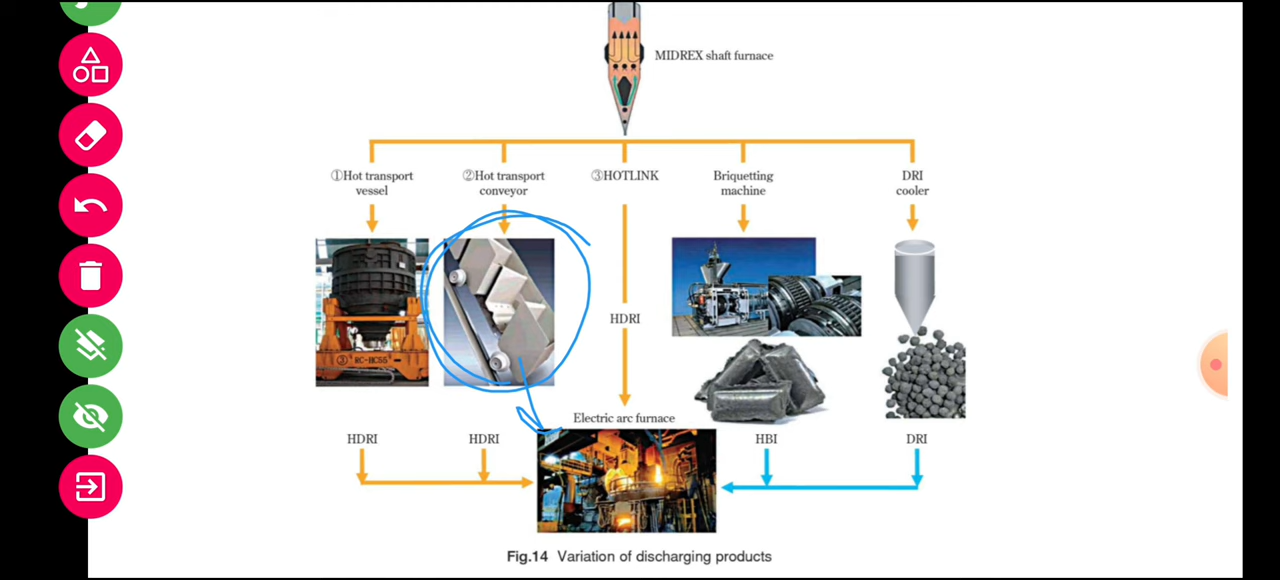 MIDREX shaft furnace
①Hot transport
vessel
②Hot transport
conveyor
③HOTLINK
Briquetting
machine
DRI
cooler
HDRI
Electric arc furnace
HDRI
HDRI
HBI
DRI
Fig.14 Variation of discharging products